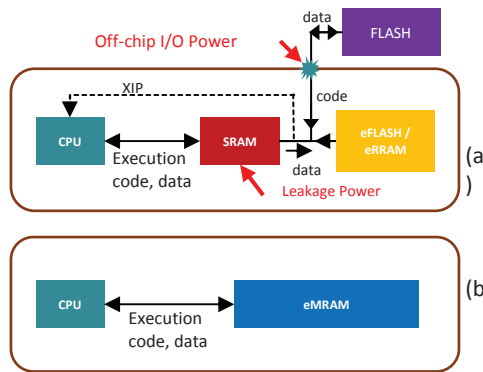 data
FLASH
Off-chip I/O Power
XIP
code
CPU
SRAM
eFLASH /
eRRAM
Execution
code, data
data
Leakage Power
(a
)
CPU
eMRAM
Execution
code, data
(b